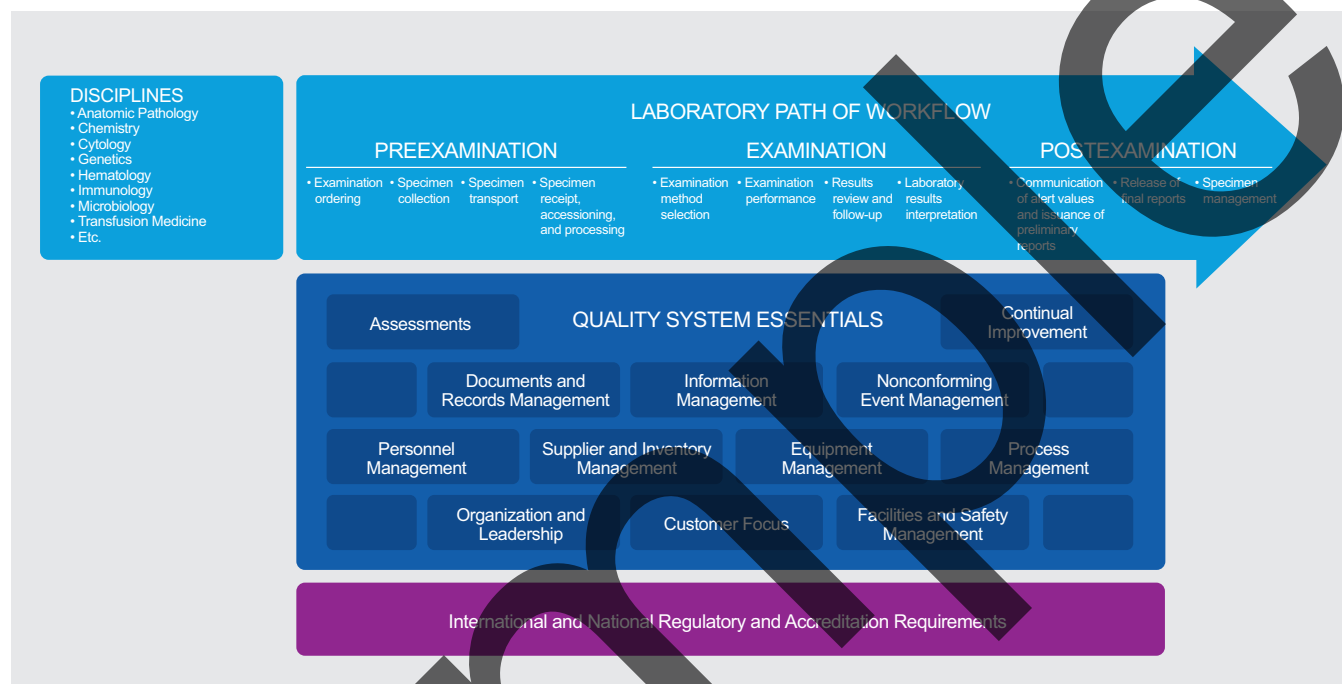 DISCIPLINES
• Anatomic Pathology
• Chemistry
• Cytology
• Genetics
• Hematology
• Immunology
• Microbiology
• Transfusion Medicine
• Etc.
LABORATORY PATH OF WORKFLOW
PREEXAMINATION
• Examination
ordering
• Specimen
collection
• Specimen
transport
• Specimen
receipt,
accessioning,
and processing
EXAMINATION
• Examination
method
selection
• Examination
performance
• Results
review and
follow-up
• Laboratory
results
interpretation
POSTEXAMINATION
• Communication
of alert values
and issuance of
preliminary
reports
• Release of
final reports
• Specimen
management
QUALITY SYSTEM ESSENTIALS
Assessments
Continual
Improvement
Documents and
Records Management
Information
Management
Nonconforming
Event Management
Personnel
Management
Supplier and Inventory
Management
Equipment
Management
Process
Management
Organization and
Leadership
Customer Focus
Facilities and Safety
Management
International and National Regulatory and Accreditation Requirements
mple